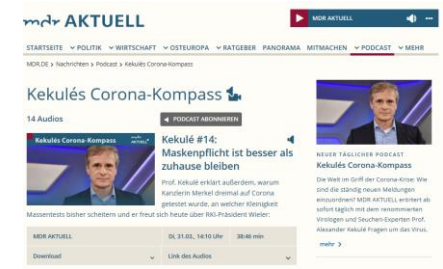 mdr AKTUELL
MDR AKTUELL
STARTSEITE POLITIK WIRTSCHAFT OSTEUROPA RATGEBER PANORAMA MITMACHEN PODCAST MEHR
MDR.DE > Nachrichten > Podcast > Kekulés Corona-Kompass
Kekulés Corona-Kompass
14 Audios
PODCAST ABONNIEREN
Kekulés Corona-Kompass
mdr AKTUELL
Kekulé #14:
Maskenpflicht ist besser als
zuhause bleiben
Prof. Kekulé erklärt außerdem, warum
Kanzlerin Merkel dreimal auf Corona
getestet wurde, an welcher Kleinigkeit
Massentests bisher scheitern und er freut sich heute über RKI-Präsident Wieler:
MDR AKTUELL
Di, 31.03., 14:10 Uhr
38:46 min
Download
Link des Audios
NEUER TÄGLICHER PODCAST
Kekulés Corona-Kompass
Die Welt im Griff der Corona-Krise: Wie
sind die ständig neuen Meldungen
einzuordnen? MDR AKTUELL erörtert ab
sofort täglich mit dem renommierten
Virologen und Seuchen-Experten Prof.
Alexander Kekulé Fragen um das Virus.
mehr >